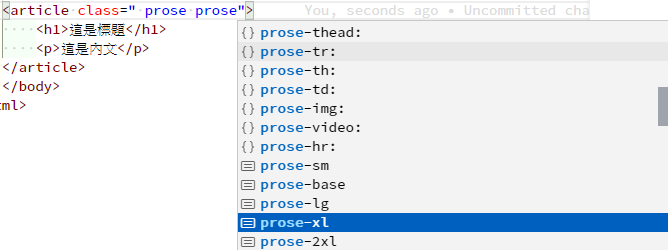 <article class=" prose prose"> You, seconds ago • Uncommitted cha
<h1>這是標題</h1>
<p>這是內文</p>
</article>
</body>
ml>
prose-thead:
prose-tr:
prose-th:
prose-td:
prose-img:
prose-video:
prose-hr:
prose-sm
prose-base
prose-lg
prose-xl
prose-2xl